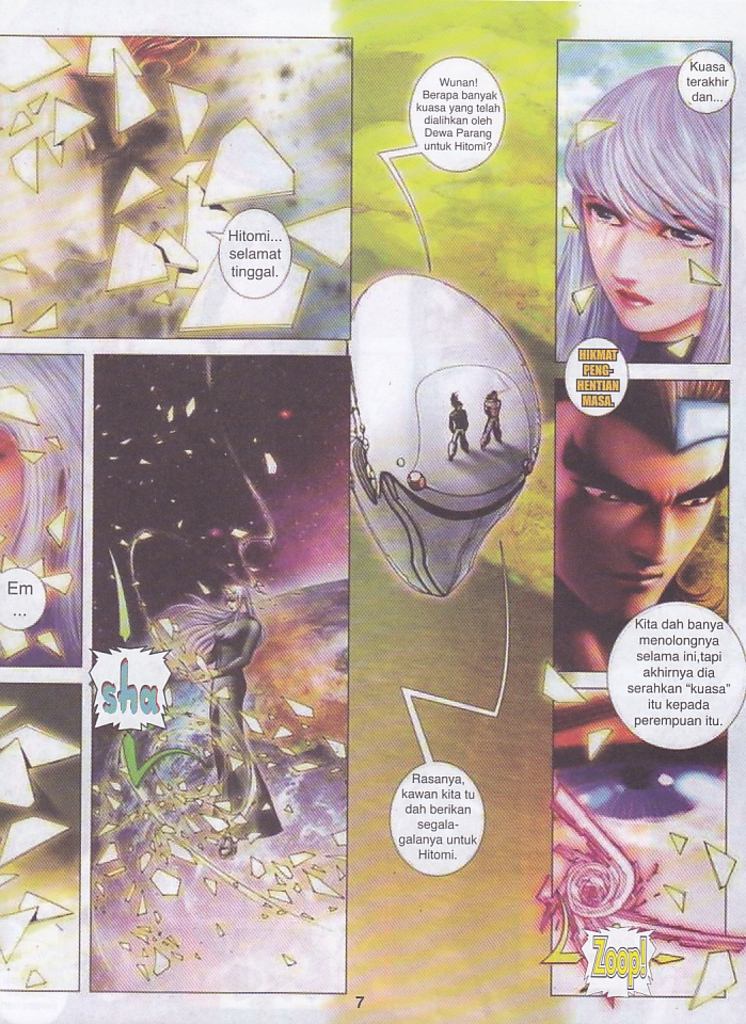 Hitomi...
selamat
tinggal.
Wunan!
Berapa banyak
kuasa yang telah
dialihkan oleh
Dewa Parang
untuk Hitomi?
Kuasa
terakhir
dan...
HIKMAT
PENG-
HENTIAN
MASA.
Em
...
sha
Kita dah banya
menolongnya
selama ini,tapi
akhirnya dia
serahkan “kuasa”
itu kepada
perempuan itu.
Rasanya,
kawan kita tu
dah berikan
segala-
galanya untuk
Hitomi.
Zoop!
7